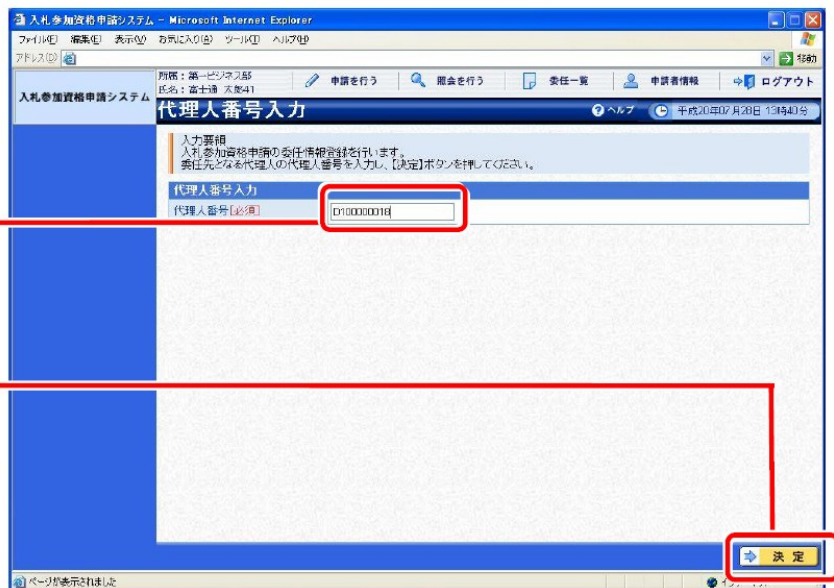 入札参加資格申請システム - Microsoft Internet Explorer
ファイル(F) 編集(E) 表示(V) お気に入り(A) ツール(T) ヘルプ(H)
アドレス(D) 移動
入札参加資格申請システム
所属：第一ビジネス部
氏名：富士通 太郎41
申請を行う 照会を行う 委任一覧 申請者情報 ログアウト
代理人番号入力 ヘルプ 平成20年07月28日 13時40分
入力要領
入札参加資格申請の委任情報登録を行います。
委任先となる代理人の代理人番号を入力し、【決定】ボタンを押してください。
代理人番号入力
代理人番号[必須] D100000018
決 定
ページが表示されました